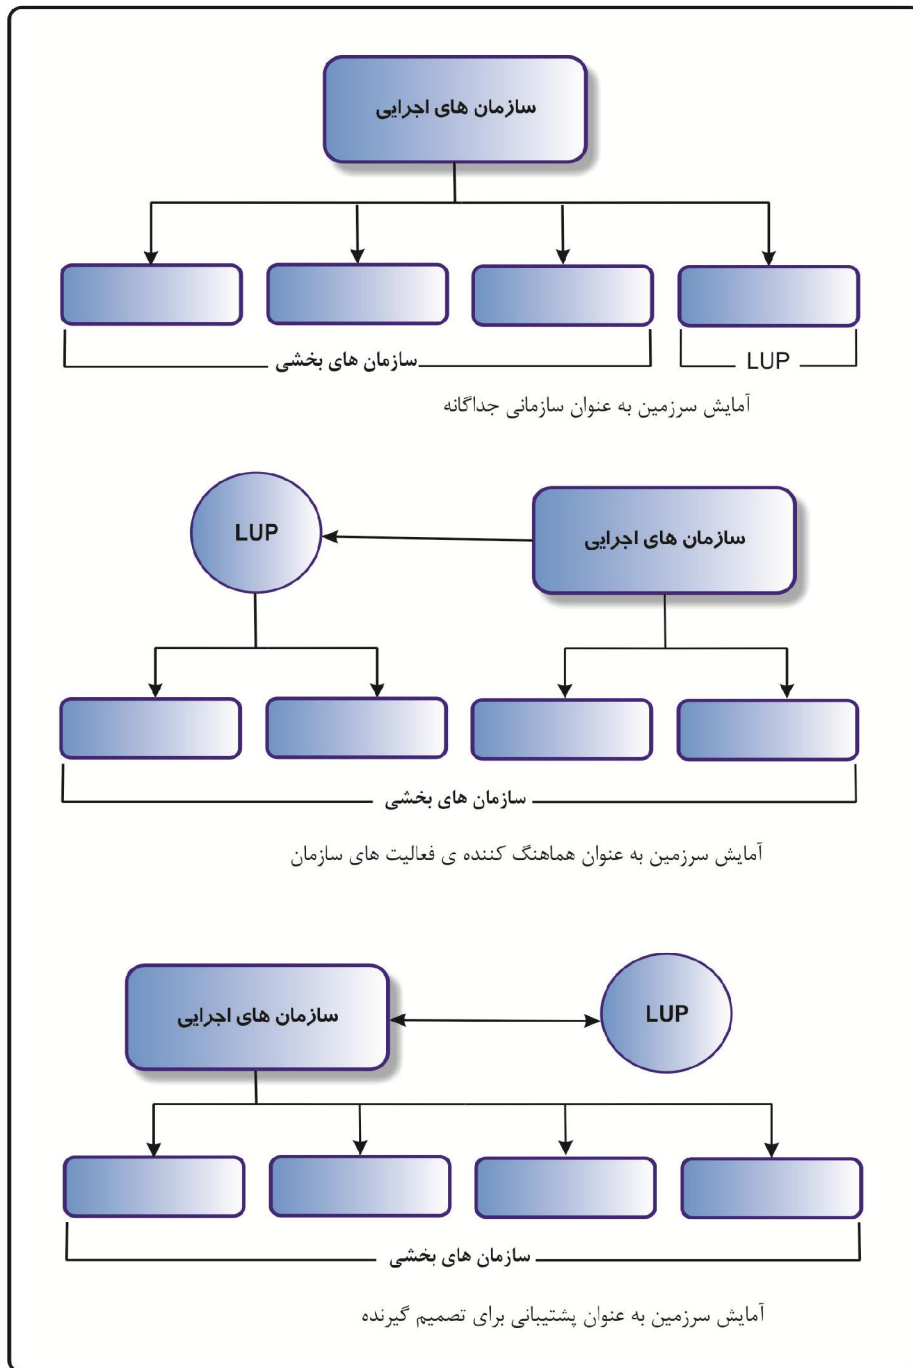 سازمان های اجرایی
سازمان های بخشی
LUP
آمایش سرزمین به عنوان سازمانی جداگانه
سازمان های اجرایی
LUP
سازمان های بخشی
آمایش سرزمین به عنوان هماهنگ کننده ی فعالیت های سازمان
سازمان های اجرایی
LUP
سازمان های بخشی
آمایش سرزمین به عنوان پشتیبانی برای تصمیم گیرنده